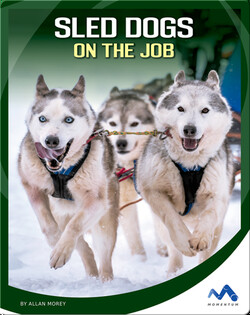 SLED DOGS
ON THE JOB
BY ALLAN MOREY
MOMENTUM